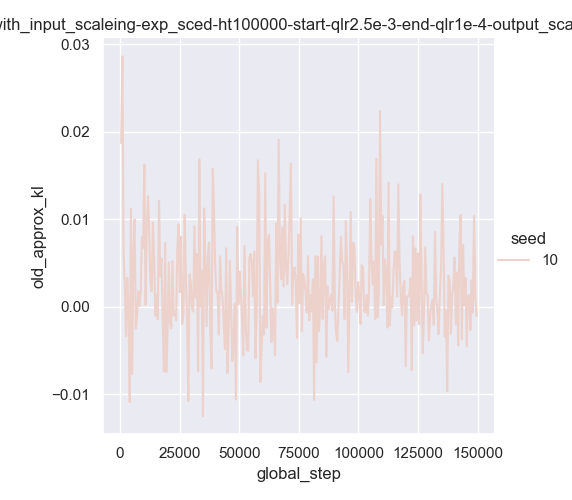 with_input_scaleing-exp_sced-ht100000-start-qlr2.5e-3-end-qlr1e-4-output_sca
0.03
0.02
0.01
0.00
−0.01
old_approx_kl
0 25000 50000 75000 100000 125000 150000
global_step
seed
10